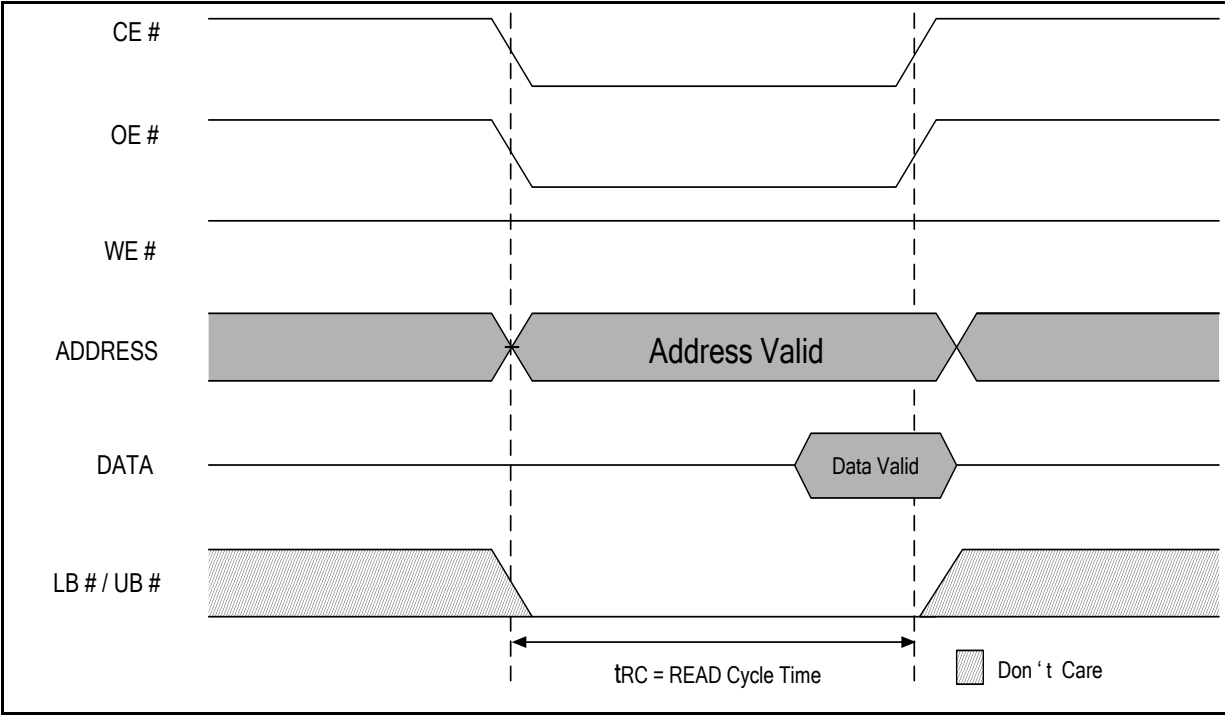 CE #
OE #
WE #
ADDRESS
Address Valid
DATA
Data Valid
LB # / UB #
tRC = READ Cycle Time
Don ‘ t Care